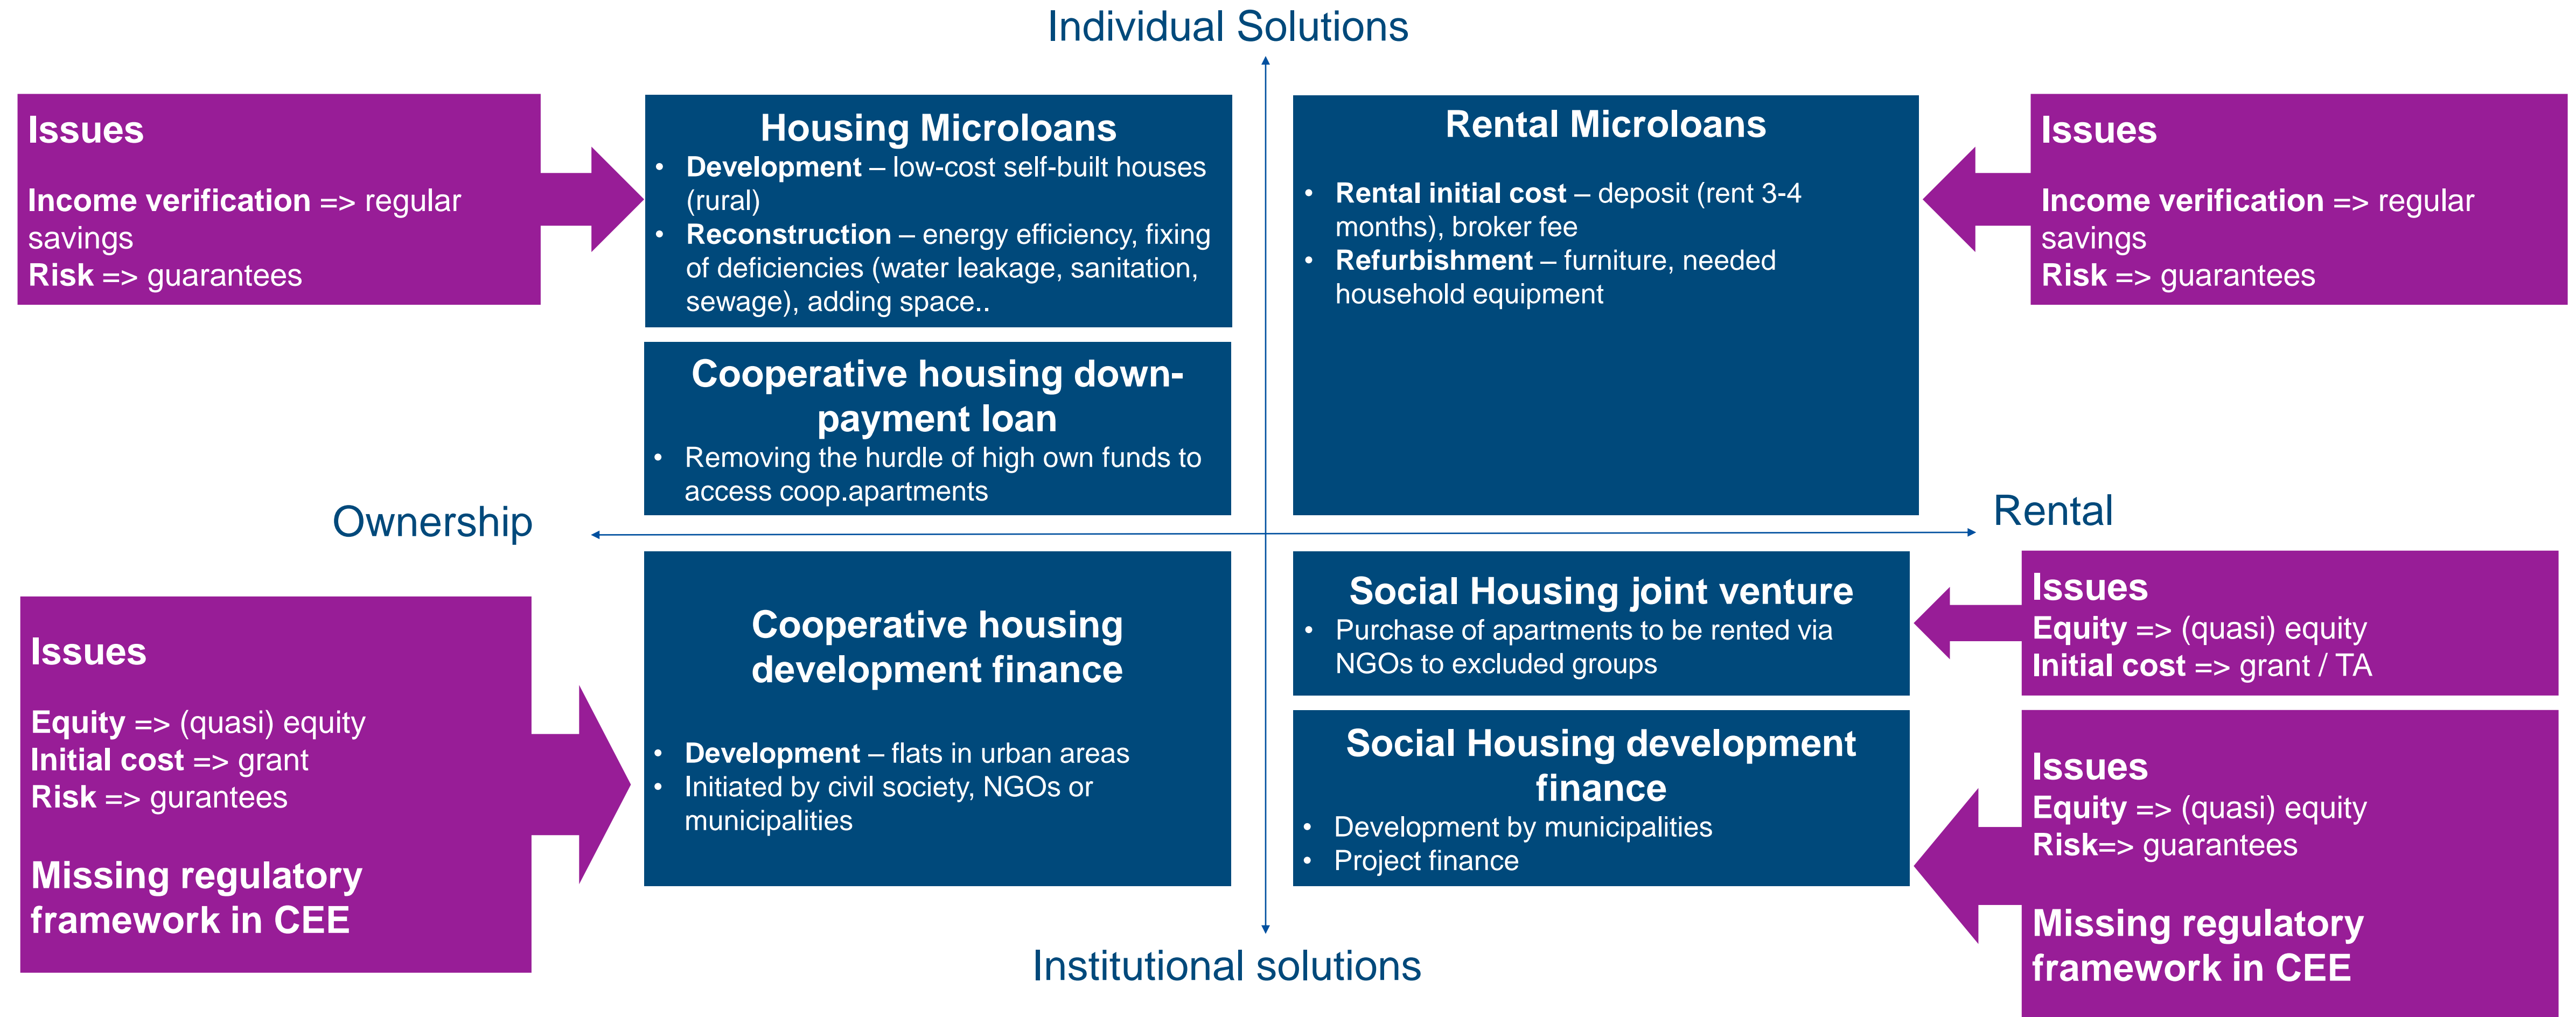 Individual Solutions
Issues
Income verification => regular
savings
Risk => guarantees
Housing Microloans
• Development – low-cost self-built houses
(rural)
• Reconstruction – energy efficiency, fixing
of deficiencies (water leakage, sanitation,
sewage), adding space..
Rental Microloans
• Rental initial cost – deposit (rent 3-4
months), broker fee
• Refurbishment – furniture, needed
household equipment
Issues
Income verification => regular
savings
Risk => guarantees
Cooperative housing down-
payment loan
• Removing the hurdle of high own funds to
access coop.apartments
Ownership
Rental
Issues
Equity => (quasi) equity
Initial cost => grant
Risk => gurantees
Missing regulatory
framework in CEE
Cooperative housing
development finance
• Development – flats in urban areas
• Initiated by civil society, NGOs or
municipalities
Social Housing joint venture
• Purchase of apartments to be rented via
NGOs to excluded groups
Issues
Equity => (quasi) equity
Initial cost => grant / TA
Social Housing development
finance
• Development by municipalities
• Project finance
Issues
Equity => (quasi) equity
Risk=> guarantees
Missing regulatory
framework in CEE
Institutional solutions